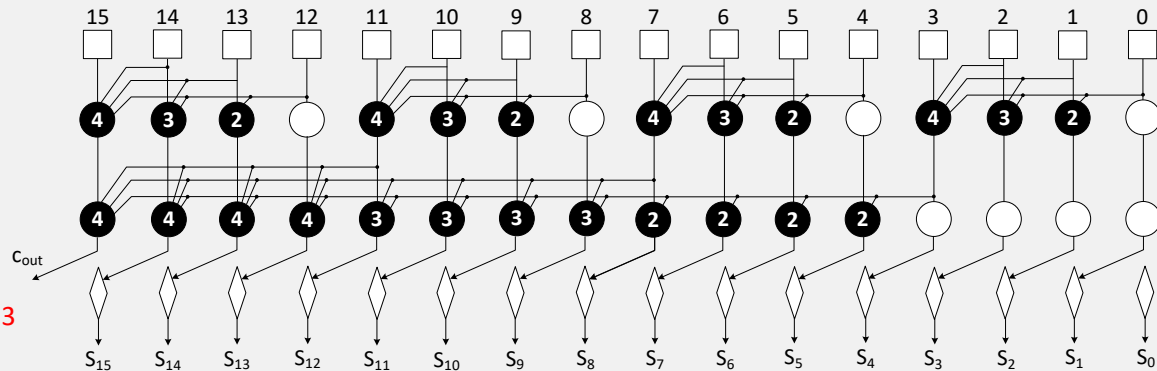 15 14 13 12 11 10 9 8 7 6 5 4 3 2 1 0
4 3 2 4 3 2 4 3 2 4 3 2
4 4 4 4 3 3 3 3 2 2 2 2
cout
3
S15 S14 S13 S12 S11 S10 S9 S8 S7 S6 S5 S4 S3 S2 S1 S0